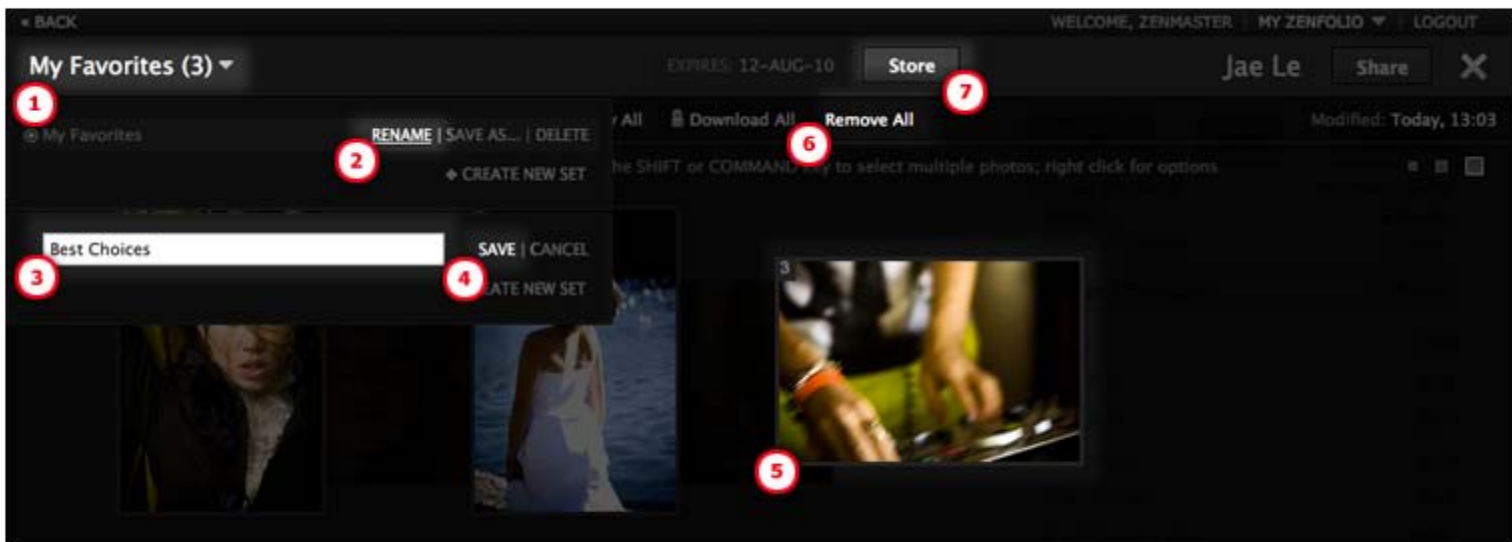 « BACK WELCOME, ZENMASTER MY ZENFOLIO LOGOUT
My Favorites (3) EXPIRES: 12-AUG-10 Store Jae Le Share
1 7
My Favorites RENAME | SAVE AS... | DELETE All Download All Remove All Modified: Today, 13:03
2 6
CREATE NEW SET the SHIFT or COMMAND key to select multiple photos; right click for options
Best Choices SAVE | CANCEL
3 4 3
NEW SET
5